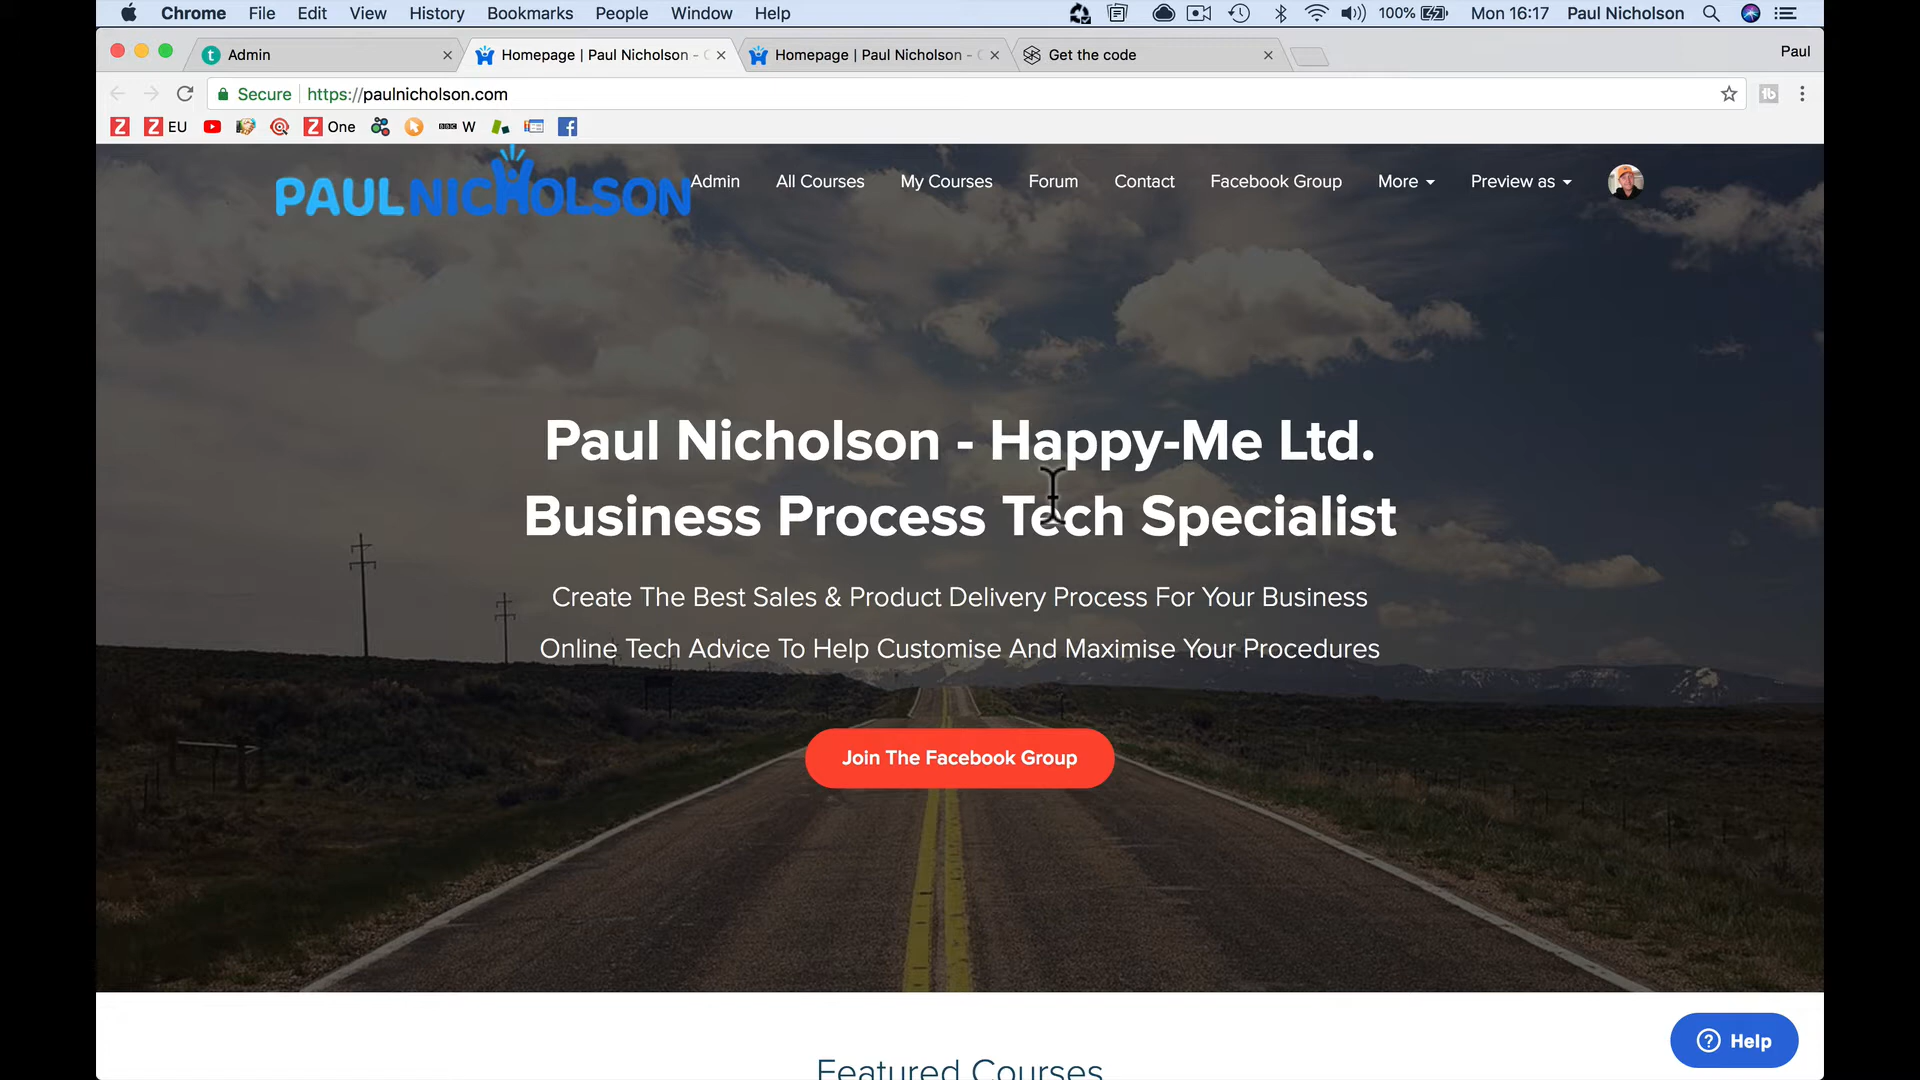 Chrome File Edit View History Bookmarks People Window Help 100% Mon 16:17 Paul Nicholson
Admin Homepage | Paul Nicholson - Homepage | Paul Nicholson - Get the code Paul
Secure https://paulnicholson.com
EU One BBC W
PAULNICHOLSON Admin All Courses My Courses Forum Contact Facebook Group More Preview as
Paul Nicholson - Happy-Me Ltd.
Business Process Tech Specialist
Create The Best Sales & Product Delivery Process For Your Business
Online Tech Advice To Help Customise And Maximise Your Procedures
Join The Facebook Group
Help
Featured Courses